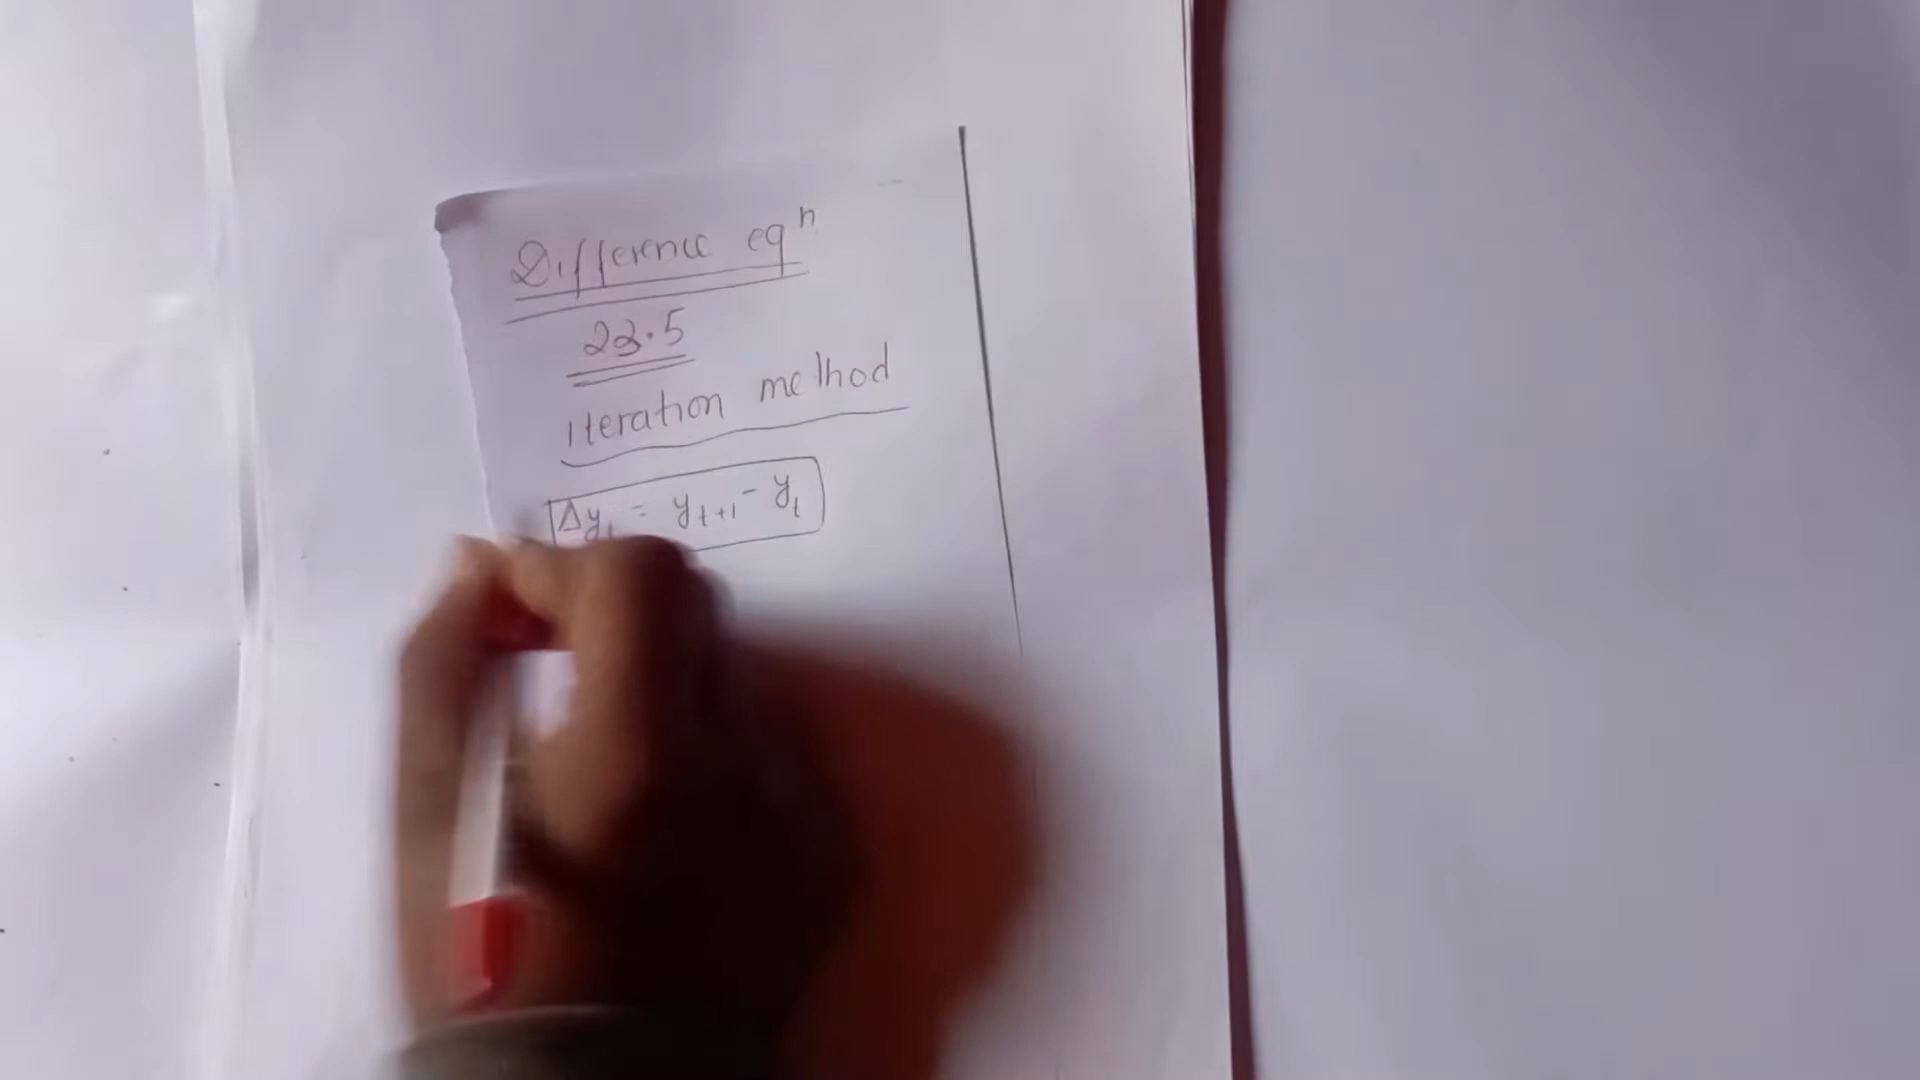 Difference eqⁿ
23.5
iteration method
Δyₜ = yₜ₊₁ - yₜ